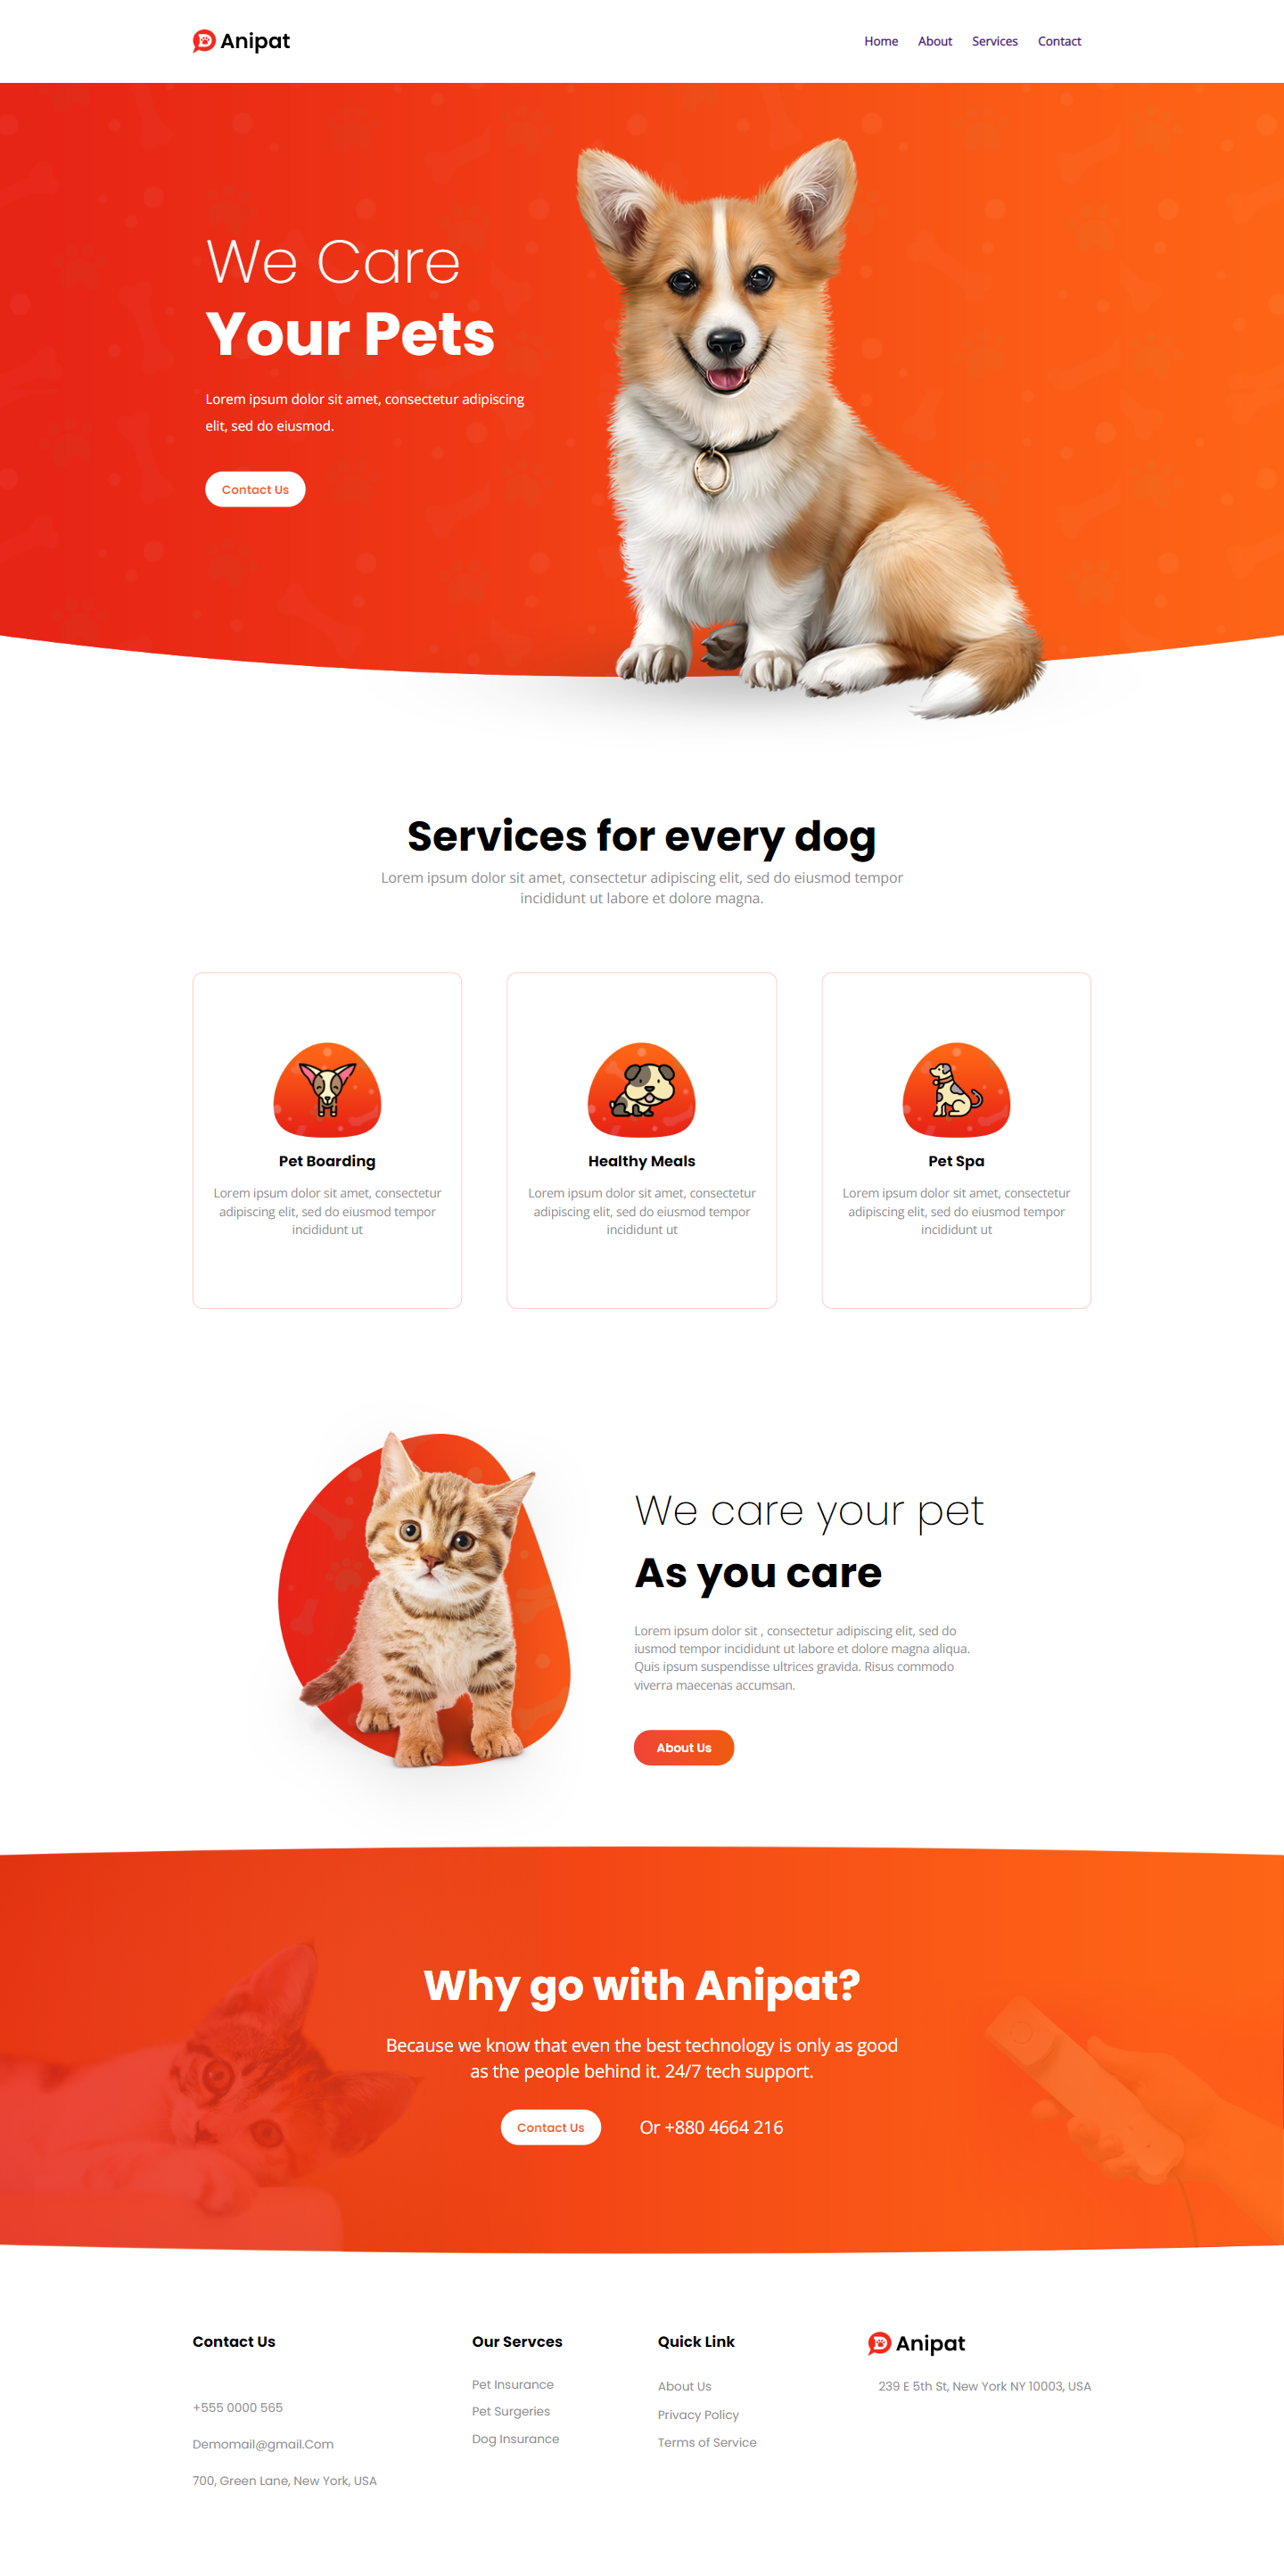 Anipat
Home About Services Contact
We Care
Your Pets
Lorem ipsum dolor sit amet, consectetur adipiscing
elit, sed do eiusmod.
Contact Us
Services for every dog
Lorem ipsum dolor sit amet, consectetur adipiscing elit, sed do eiusmod tempor
incididunt ut labore et dolore magna.
Pet Boarding
Lorem ipsum dolor sit amet, consectetur
adipiscing elit, sed do eiusmod tempor
incididunt ut
Healthy Meals
Lorem ipsum dolor sit amet, consectetur
adipiscing elit, sed do eiusmod tempor
incididunt ut
Pet Spa
Lorem ipsum dolor sit amet, consectetur
adipiscing elit, sed do eiusmod tempor
incididunt ut
We care your pet
As you care
Lorem ipsum dolor sit , consectetur adipiscing elit, sed do
iusmod tempor incididunt ut labore et dolore magna aliqua.
Quis ipsum suspendisse ultrices gravida. Risus commodo
viverra maecenas accumsan.
About Us
Why go with Anipat?
Because we know that even the best technology is only as good
as the people behind it. 24/7 tech support.
Contact Us
Or +880 4664 216
Contact Us
+555 0000 565
Demomail@gmail.Com
700, Green Lane, New York, USA
Our Servces
Pet Insurance
Pet Surgeries
Dog Insurance
Quick Link
About Us
Privacy Policy
Terms of Service
Anipat
239 E 5th St, New York NY 10003, USA